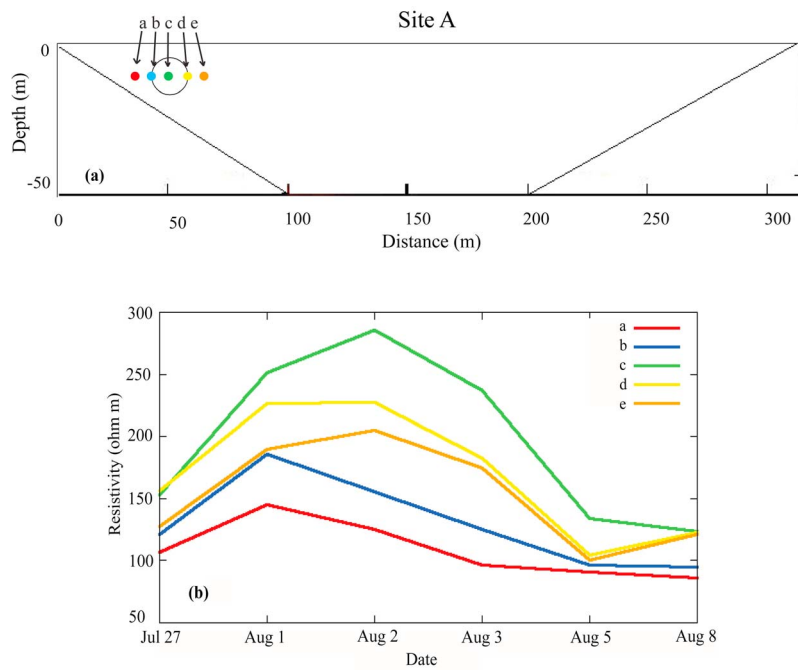 Site A
a b c d e
0
Depth (m)
-50
(a)
0 50 100 150 200 250 300
Distance (m)
300
a
b
250
c
d
e
200
Resistivity (ohm m)
150
100
(b)
50
Jul 27 Aug 1 Aug 2 Aug 3 Aug 5 Aug 8
Date